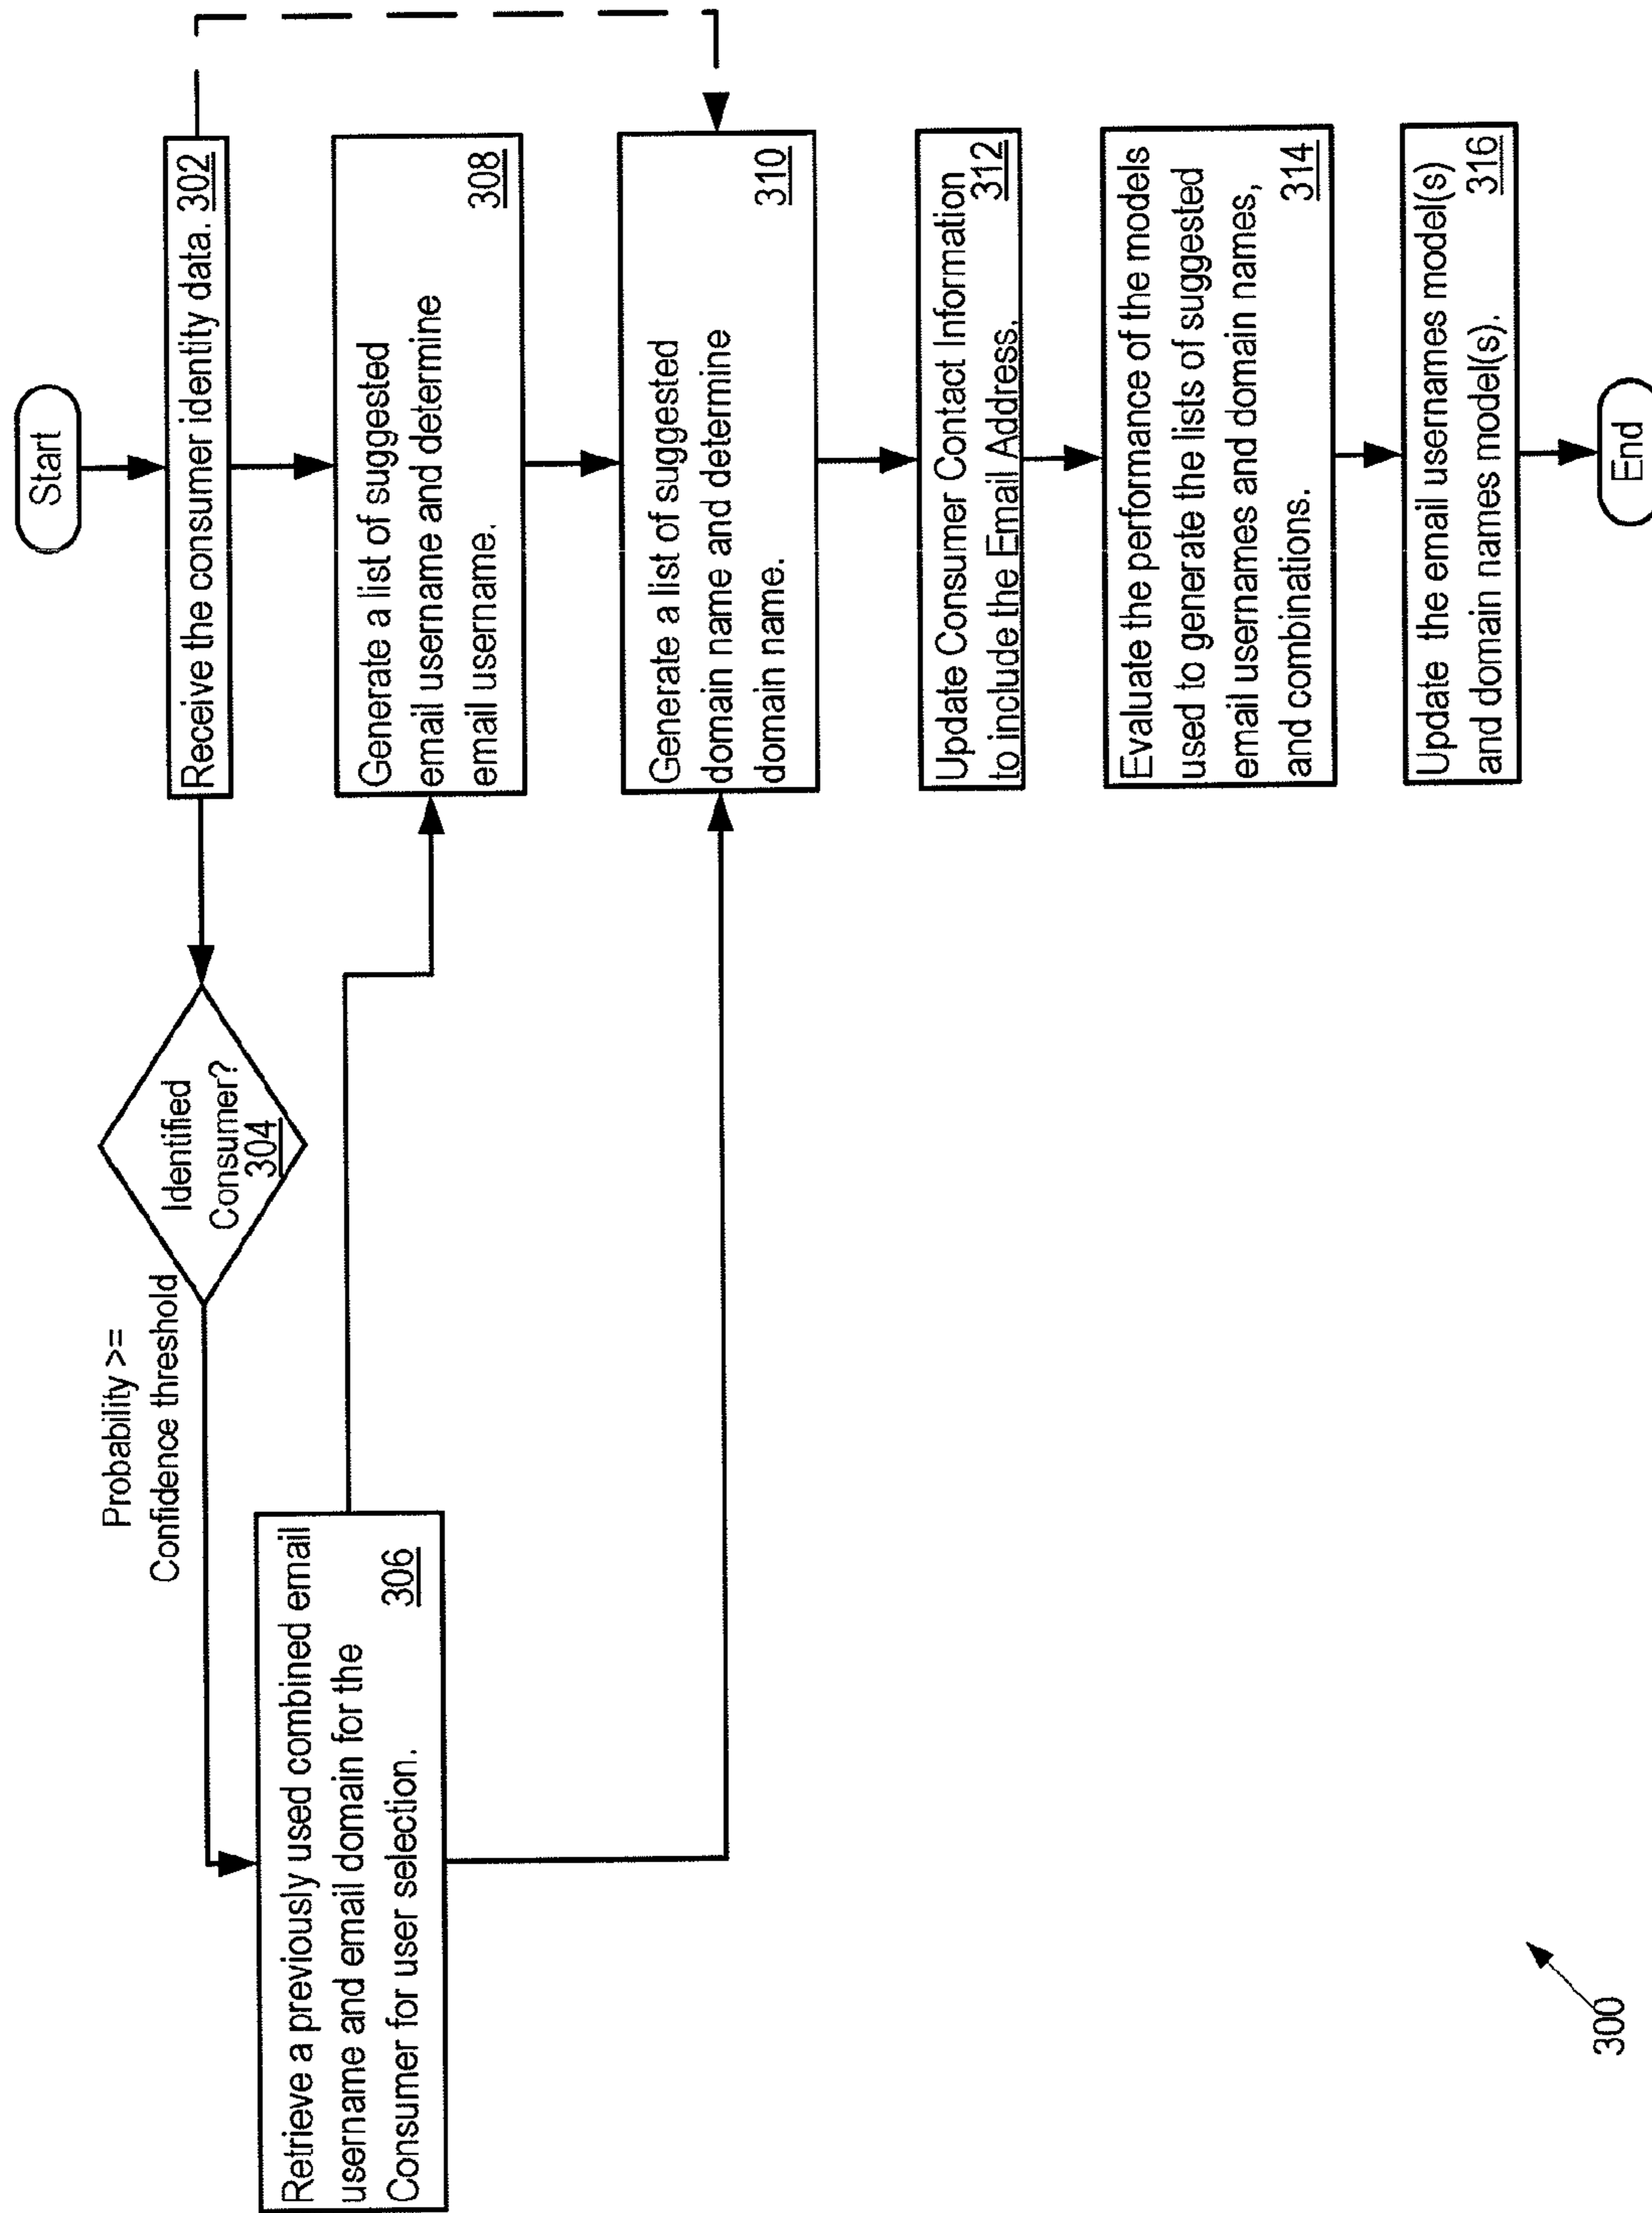 Start
Receive the consumer identity data. 302
Identified
Consumer?
304
Probability >=
Confidence threshold
Retrieve a previously used combined email
username and email domain for the
Consumer for user selection.
306
Generate a list of suggested
email username and determine
email username.
308
Generate a list of suggested
domain name and determine
domain name.
310
Update Consumer Contact Information
to include the Email Address.
312
Evaluate the performance of the models
used to generate the lists of suggested
email usernames and domain names,
and combinations.
314
Update the email usernames model(s)
and domain names model(s).
316
End
300